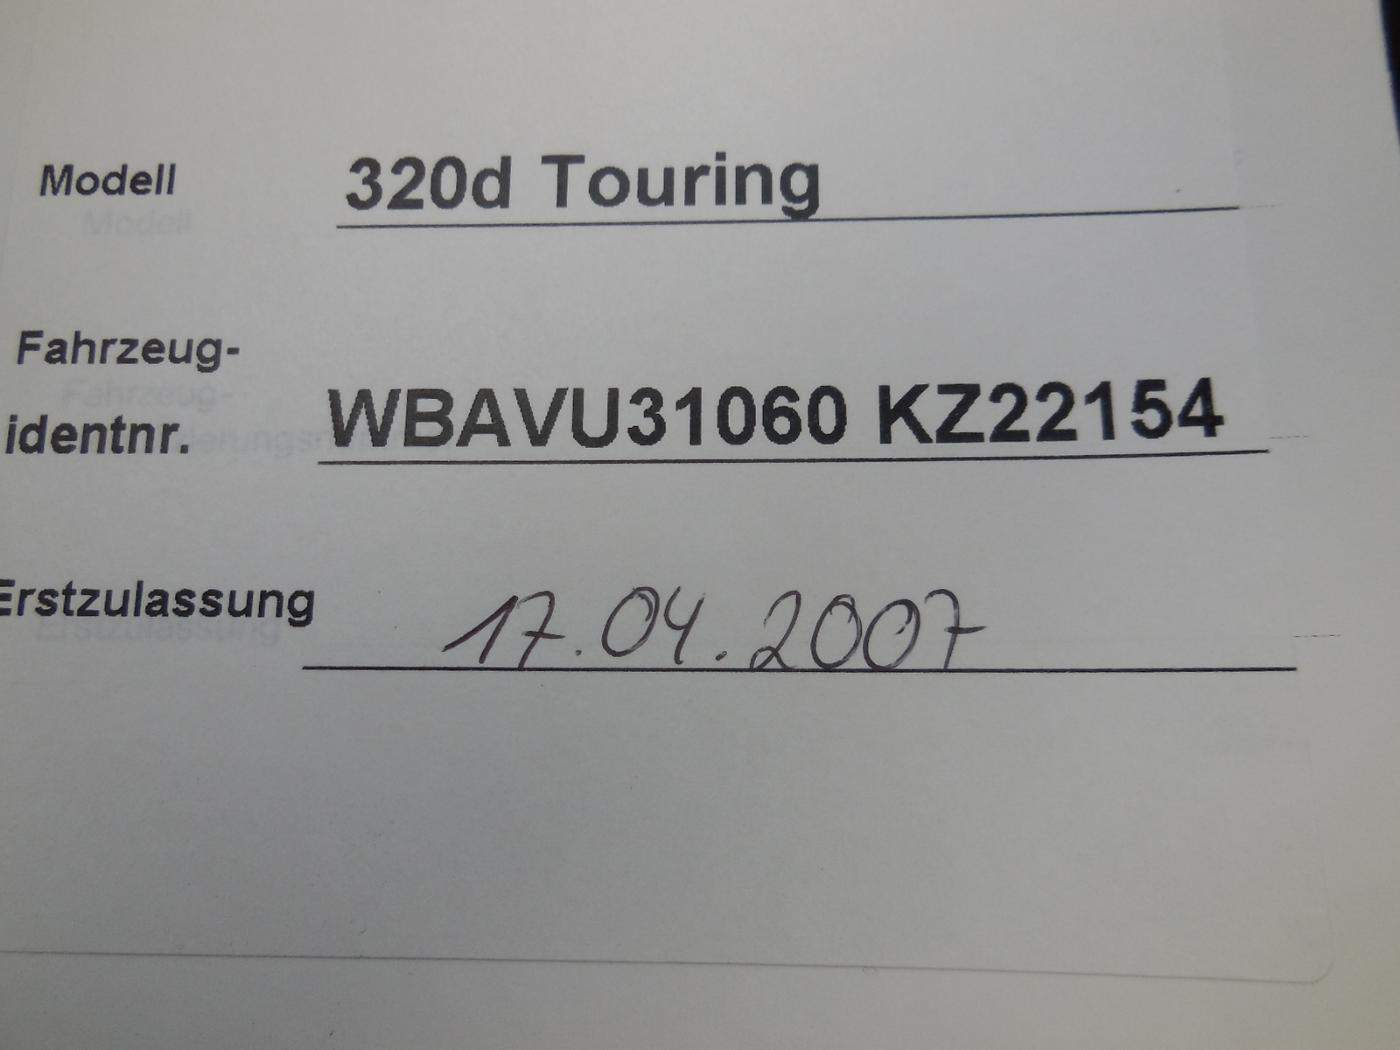 Modell 320d Touring
Fahrzeug-
identnr. WBAVU31060 KZ22154
Erstzulassung 17.04.2007